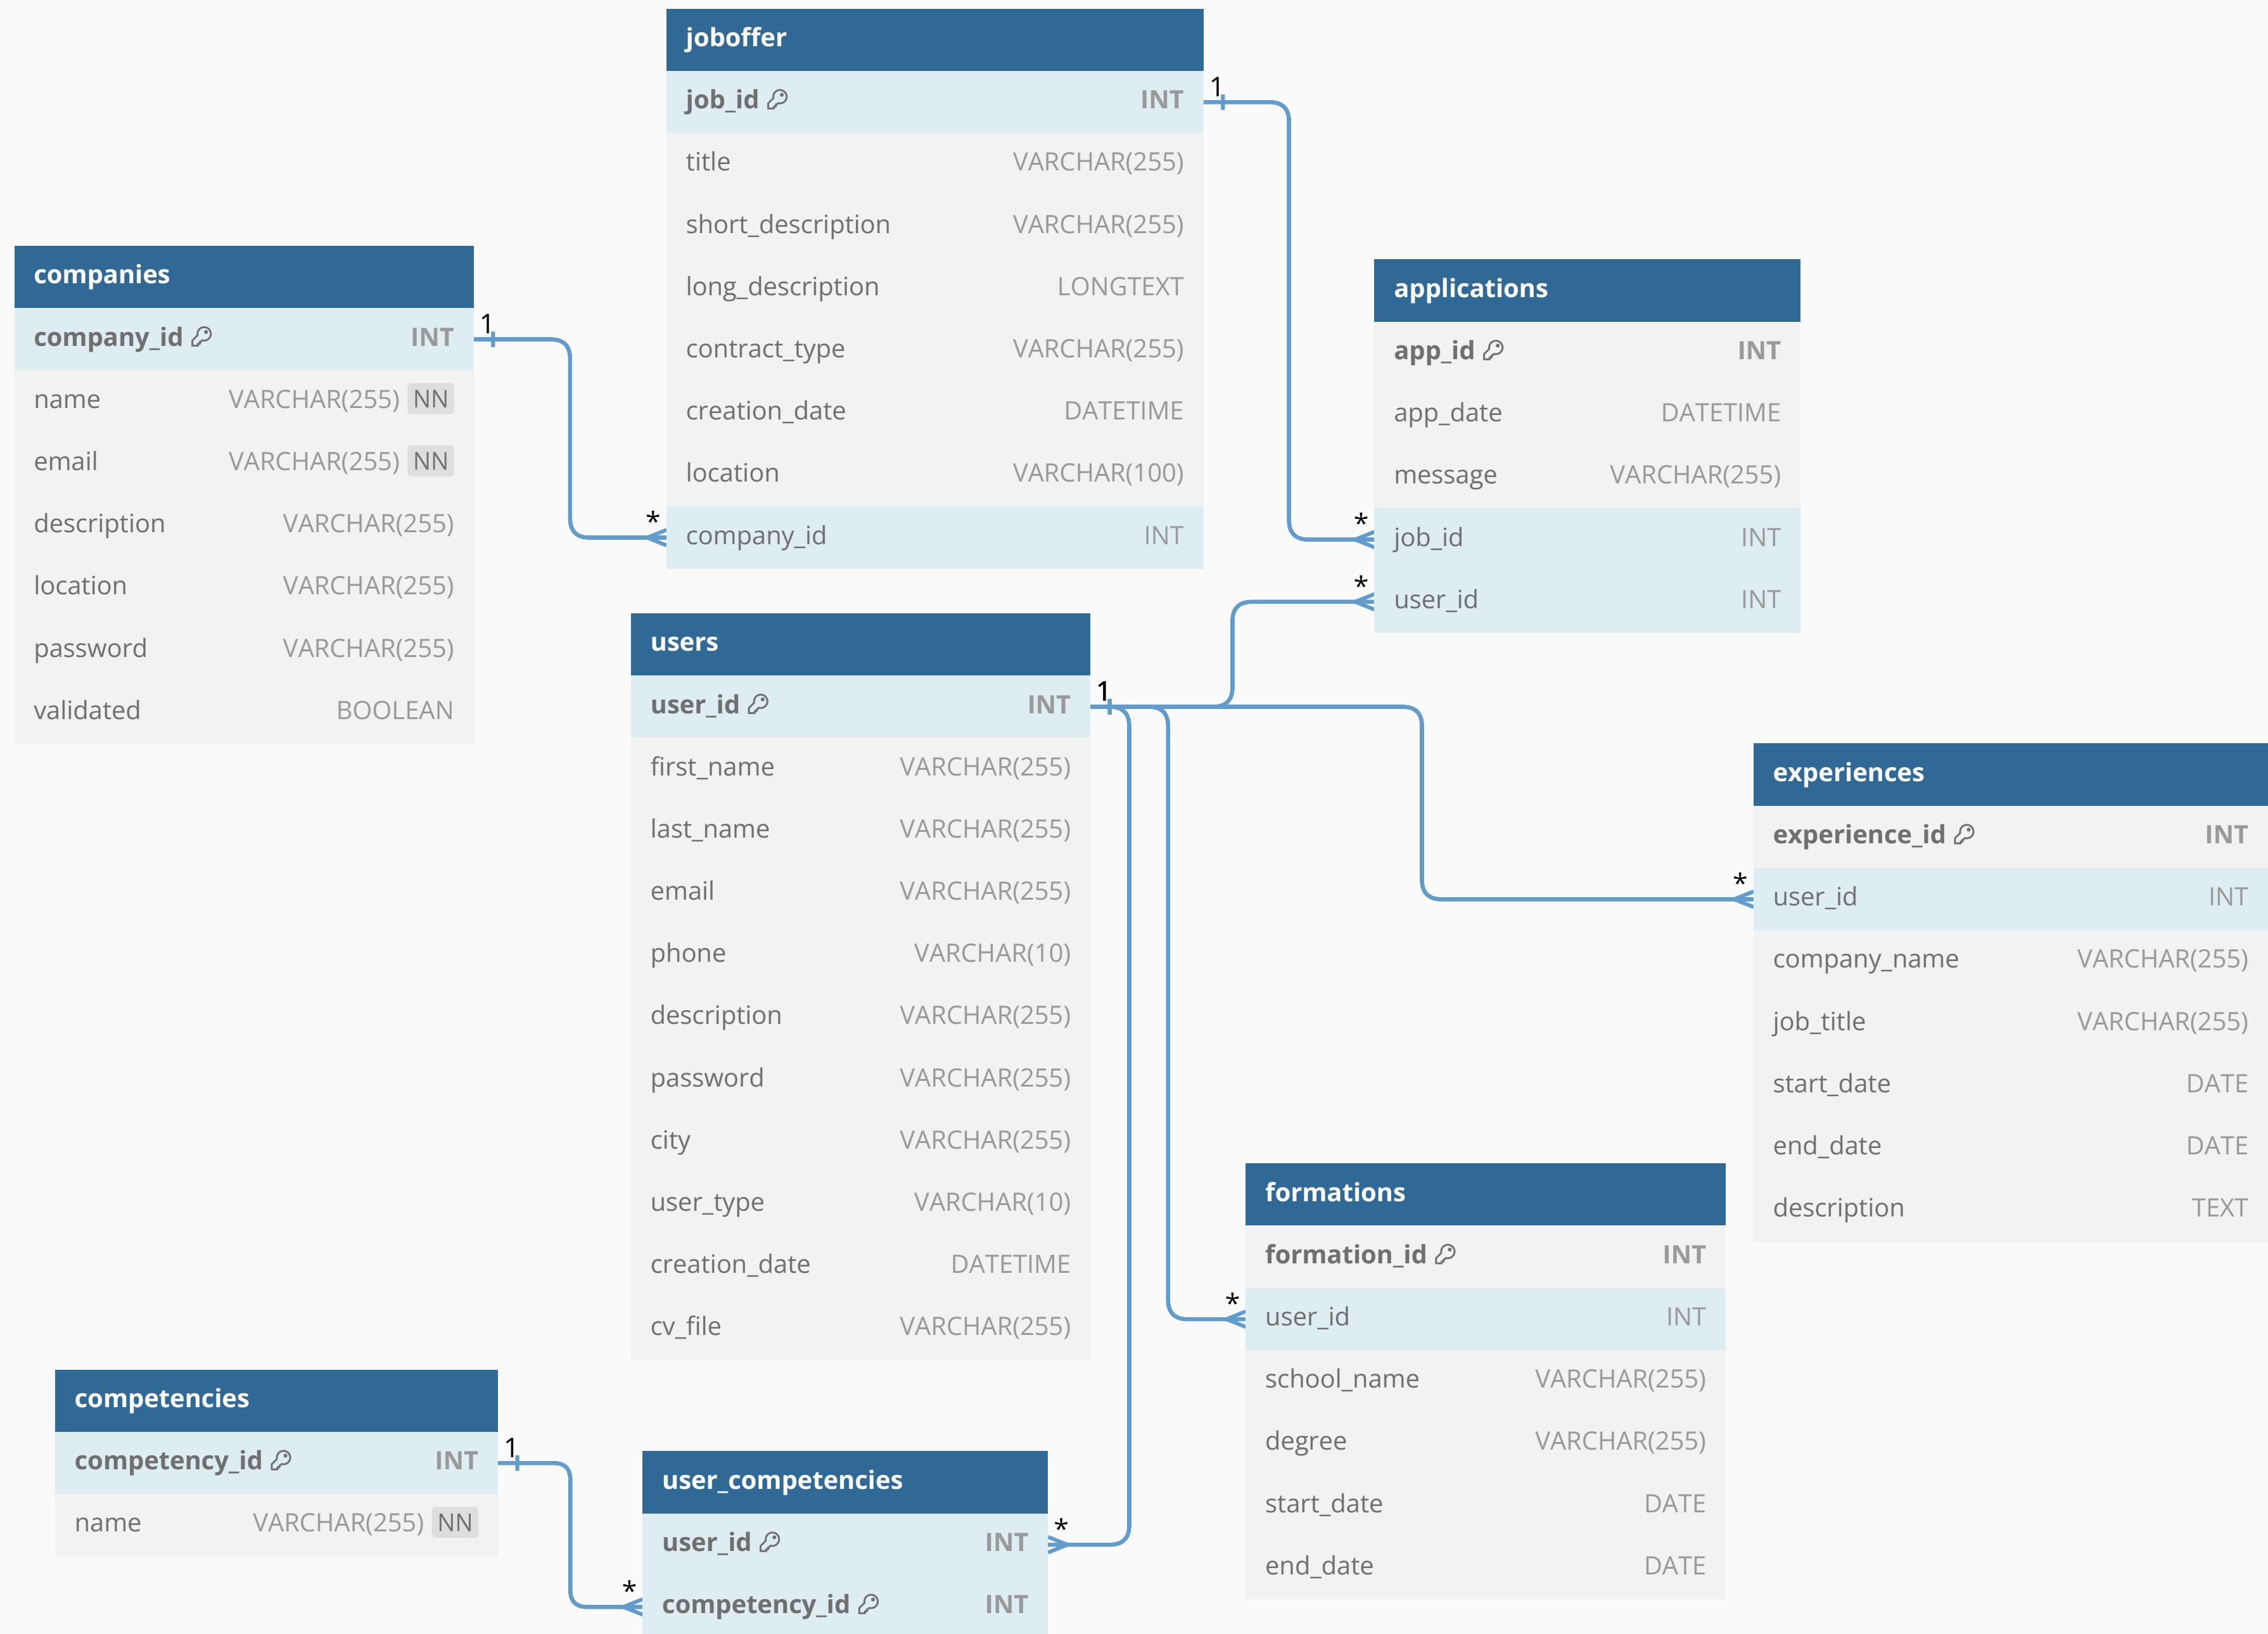 joboffer
job_id INT
title VARCHAR(255)
short_description VARCHAR(255)
long_description LONGTEXT
contract_type VARCHAR(255)
creation_date DATETIME
location VARCHAR(100)
company_id INT
1
*
companies
company_id INT
name VARCHAR(255) NN
email VARCHAR(255) NN
description VARCHAR(255)
location VARCHAR(255)
password VARCHAR(255)
validated BOOLEAN
1
*
applications
app_id INT
app_date DATETIME
message VARCHAR(255)
job_id INT
user_id INT
*
users
user_id INT
first_name VARCHAR(255)
last_name VARCHAR(255)
email VARCHAR(255)
phone VARCHAR(10)
description VARCHAR(255)
password VARCHAR(255)
city VARCHAR(255)
user_type VARCHAR(10)
creation_date DATETIME
cv_file VARCHAR(255)
1
*
experiences
experience_id INT
user_id INT
company_name VARCHAR(255)
job_title VARCHAR(255)
start_date DATE
end_date DATE
description TEXT
*
formations
formation_id INT
user_id INT
school_name VARCHAR(255)
degree VARCHAR(255)
start_date DATE
end_date DATE
competencies
competency_id INT
name VARCHAR(255) NN
1
*
user_competencies
user_id INT
competency_id INT
*